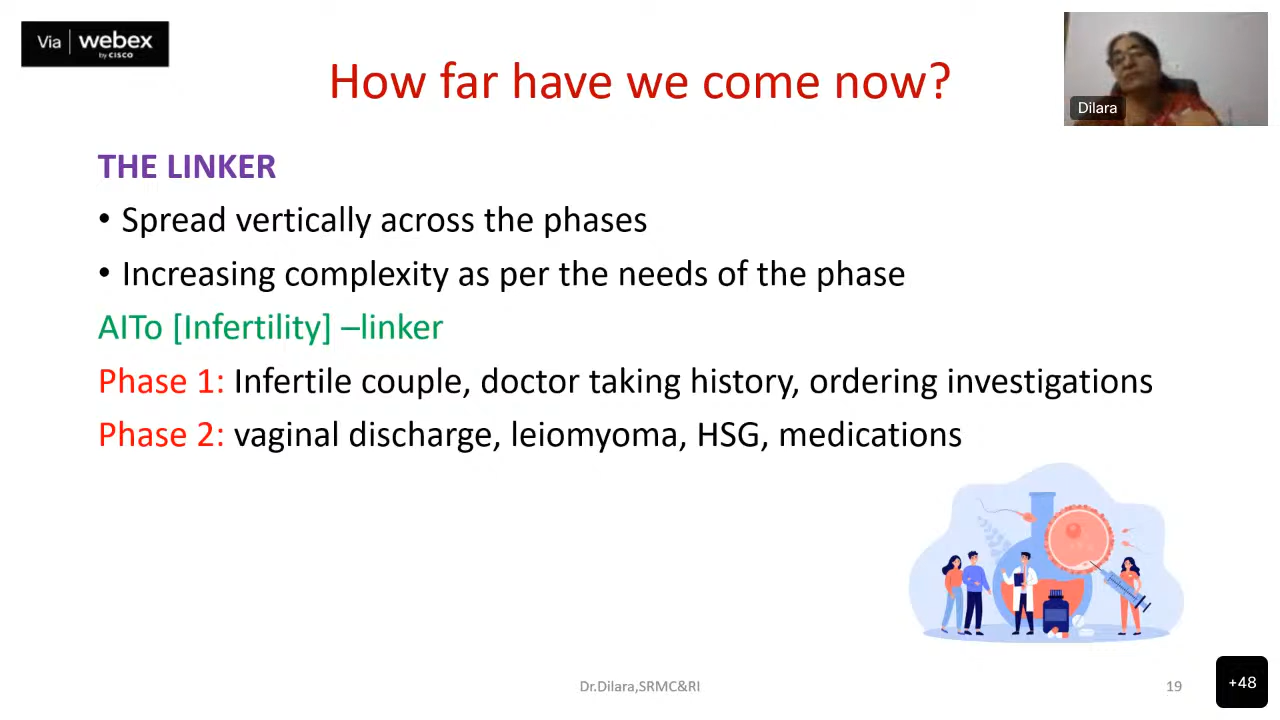 Via webex
by CISCO
How far have we come now?
Dilara
THE LINKER
• Spread vertically across the phases
• Increasing complexity as per the needs of the phase
AITo [Infertility] –linker
Phase 1: Infertile couple, doctor taking history, ordering investigations
Phase 2: vaginal discharge, leiomyoma, HSG, medications
Dr.Dilara,SRMC&RI
19
+48